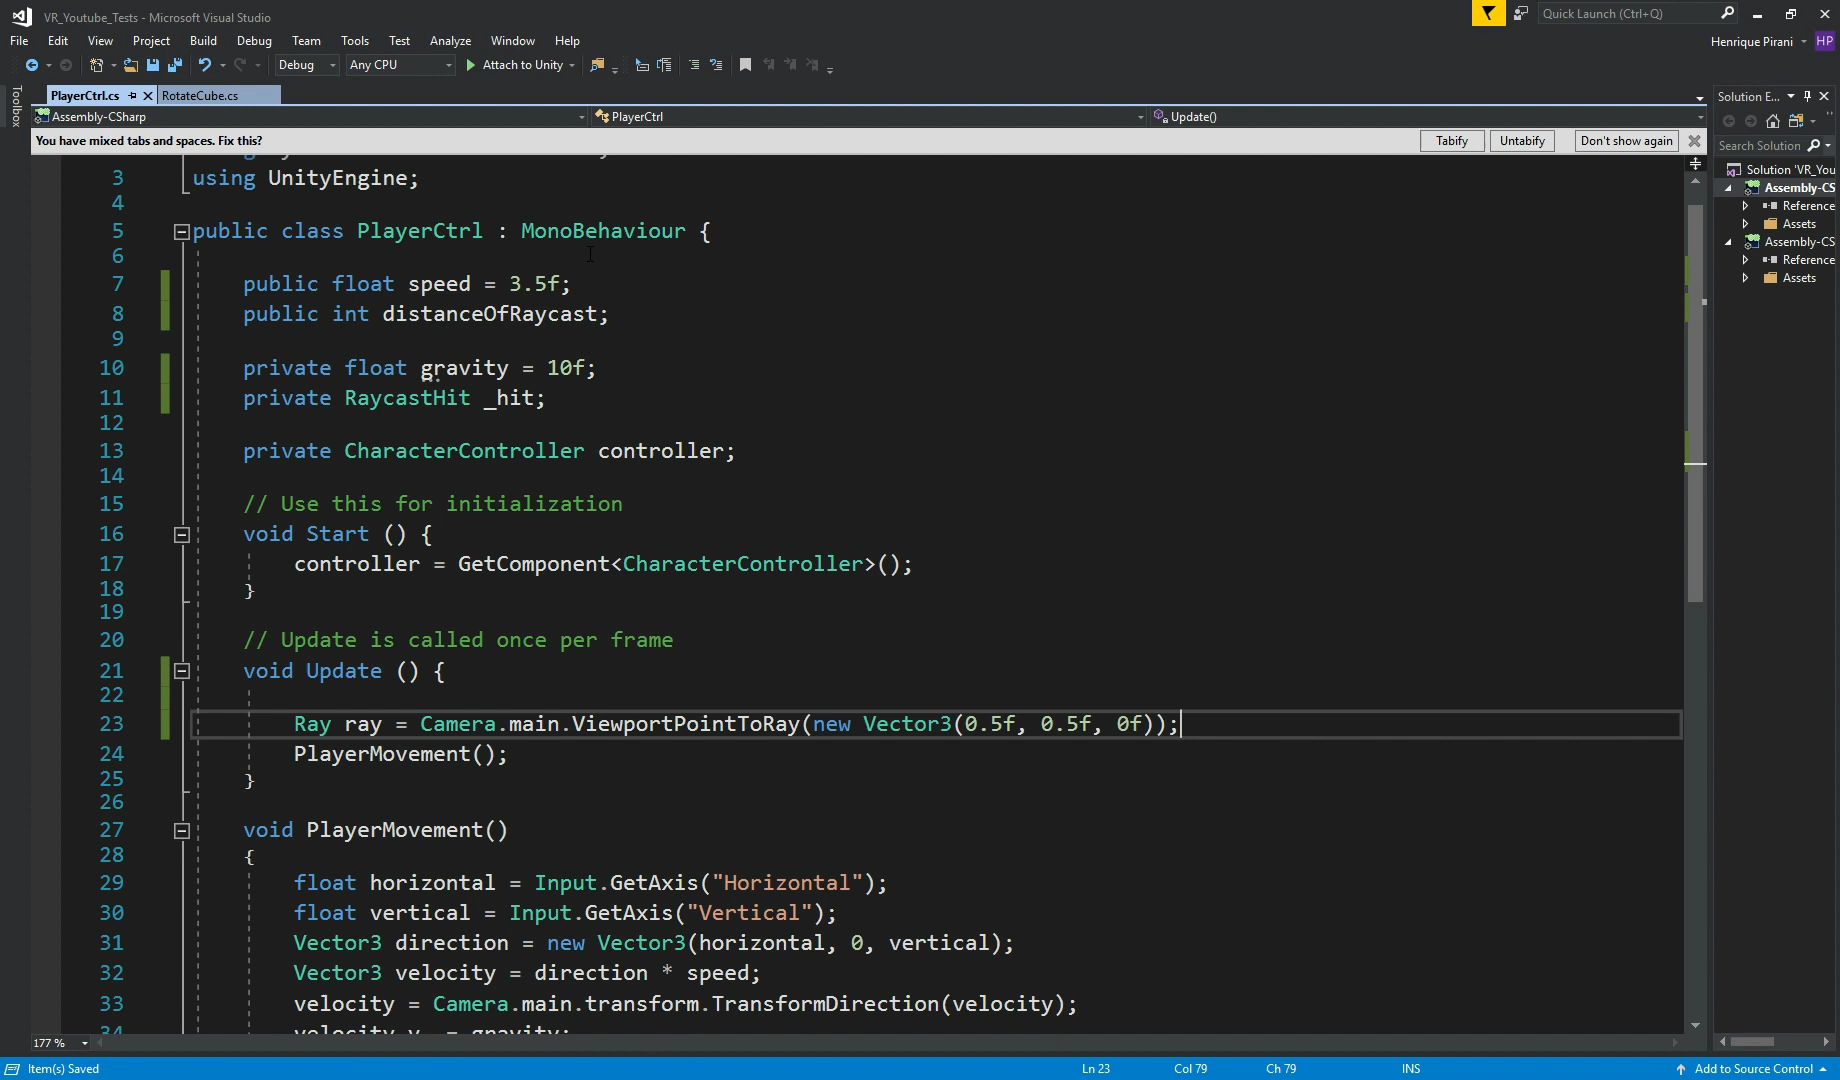 VR_Youtube_Tests - Microsoft Visual Studio
Quick Launch (Ctrl+Q)
File Edit View Project Build Debug Team Tools Test Analyze Window Help
Henrique Pirani HP
Debug Any CPU Attach to Unity
Toolbox
PlayerCtrl.cs RotateCube.cs
Solution E...
Assembly-CSharp PlayerCtrl Update()
You have mixed tabs and spaces. Fix this? Tabify Untabify Don't show again
Search Solution
Solution 'VR_You
Assembly-CS
Reference
Assets
Assembly-CS
Reference
Assets
3 using UnityEngine;
4
5 public class PlayerCtrl : MonoBehaviour {
6
7 public float speed = 3.5f;
8 public int distanceOfRaycast;
9
10 private float gravity = 10f;
11 private RaycastHit _hit;
12
13 private CharacterController controller;
14
15 // Use this for initialization
16 void Start () {
17 controller = GetComponent<CharacterController>();
18 }
19
20 // Update is called once per frame
21 void Update () {
22
23 Ray ray = Camera.main.ViewportPointToRay(new Vector3(0.5f, 0.5f, 0f));
24 PlayerMovement();
25 }
26
27 void PlayerMovement()
28 {
29 float horizontal = Input.GetAxis("Horizontal");
30 float vertical = Input.GetAxis("Vertical");
31 Vector3 direction = new Vector3(horizontal, 0, vertical);
32 Vector3 velocity = direction * speed;
33 velocity = Camera.main.transform.TransformDirection(velocity);
34
177 %
Item(s) Saved Ln 23 Col 79 Ch 79 INS Add to Source Control